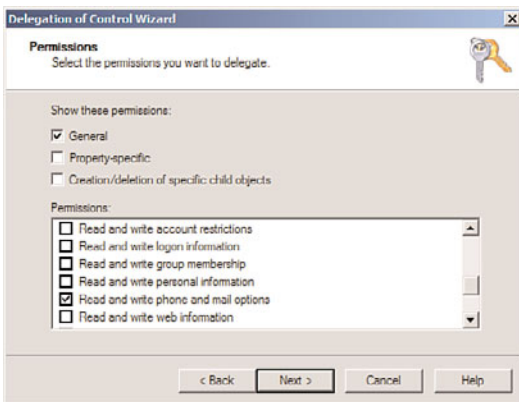 Delegation of Control Wizard
Permissions
Select the permissions you want to delegate.
Show these permissions:
General
Property-specific
Creation/deletion of specific child objects
Permissions:
Read and write account restrictions
Read and write logon information
Read and write group membership
Read and write personal information
Read and write phone and mail options
Read and write web information
< Back
Next >
Cancel
Help